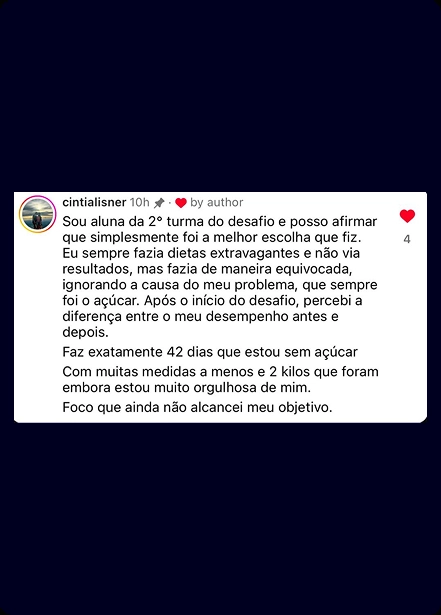 cintialisner 10h 📌 · ❤️ by author
Sou aluna da 2° turma do desafio e posso afirmar
que simplesmente foi a melhor escolha que fiz.
Eu sempre fazia dietas extravagantes e não via
resultados, mas fazia de maneira equivocada,
ignorando a causa do meu problema, que sempre
foi o açúcar. Após o início do desafio, percebi a
diferença entre o meu desempenho antes e
depois.
Faz exatamente 42 dias que estou sem açúcar
Com muitas medidas a menos e 2 kilos que foram
embora estou muito orgulhosa de mim.
Foco que ainda não alcancei meu objetivo.
4